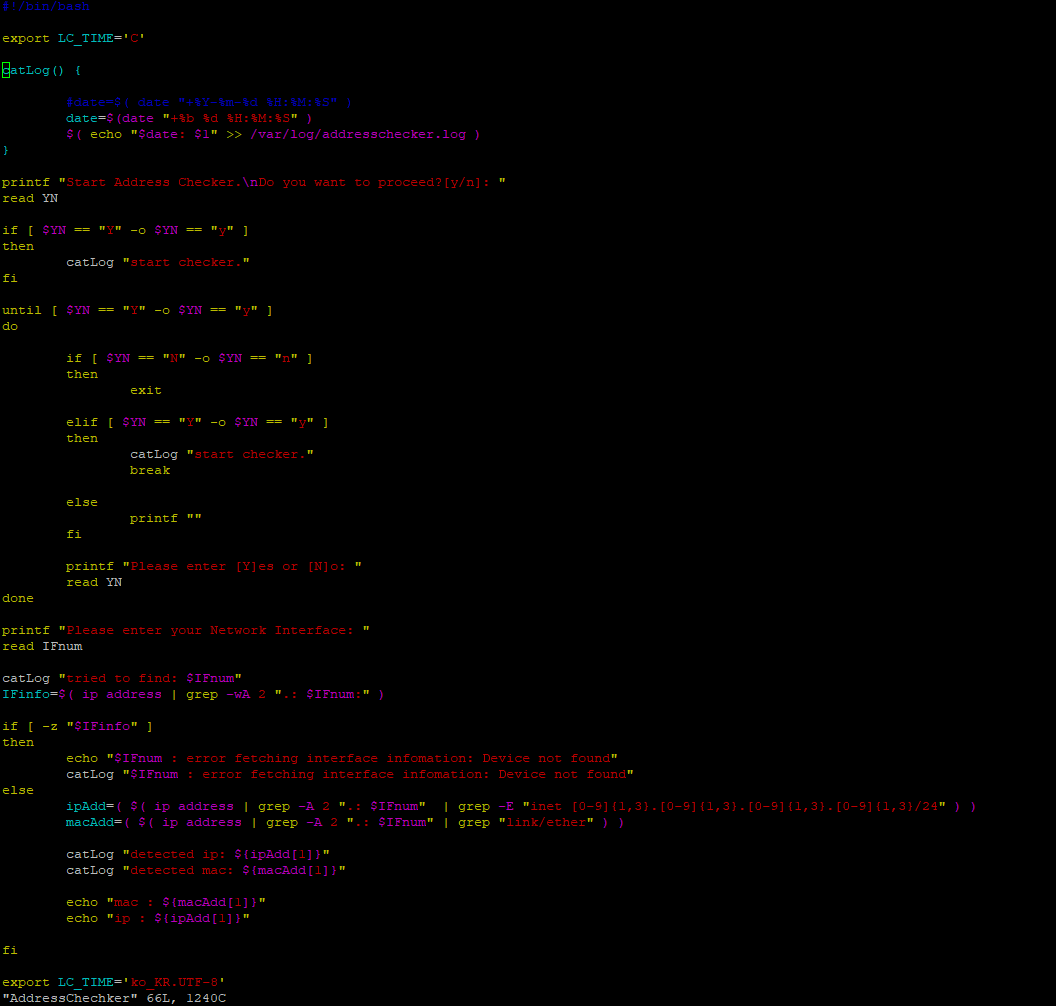 #!/bin/bash
export LC_TIME='C'
catLog() {
#date=$( date "+%Y-%m-%d %H:%M:%S" )
date=$(date "+%b %d %H:%M:%S" )
$( echo "$date: $1" >> /var/log/addresschecker.log )
}
printf "Start Address Checker.\nDo you want to proceed?[y/n]: "
read YN
if [ $YN == "Y" -o $YN == "y" ]
then
catLog "start checker."
fi
until [ $YN == "Y" -o $YN == "y" ]
do
if [ $YN == "N" -o $YN == "n" ]
then
exit
elif [ $YN == "Y" -o $YN == "y" ]
then
catLog "start checker."
break
else
printf ""
fi
printf "Please enter [Y]es or [N]o: "
read YN
done
printf "Please enter your Network Interface: "
read IFnum
catLog "tried to find: $IFnum"
IFinfo=$( ip address | grep -wA 2 ".: $IFnum:" )
if [ -z "$IFinfo" ]
then
echo "$IFnum : error fetching interface infomation: Device not found"
catLog "$IFnum : error fetching interface infomation: Device not found"
else
ipAdd=( $( ip address | grep -A 2 ".: $IFnum"  | grep -E "inet [0-9]{1,3}.[0-9]{1,3}.[0-9]{1,3}.[0-9]{1,3}/24" ) )
macAdd=( $( ip address | grep -A 2 ".: $IFnum" | grep "link/ether" ) )
catLog "detected ip: ${ipAdd[1]}"
catLog "detected mac: ${macAdd[1]}"
echo "mac : ${macAdd[1]}"
echo "ip : ${ipAdd[1]}"
fi
export LC_TIME='ko_KR.UTF-8'
"AddressChechker" 66L, 1240C